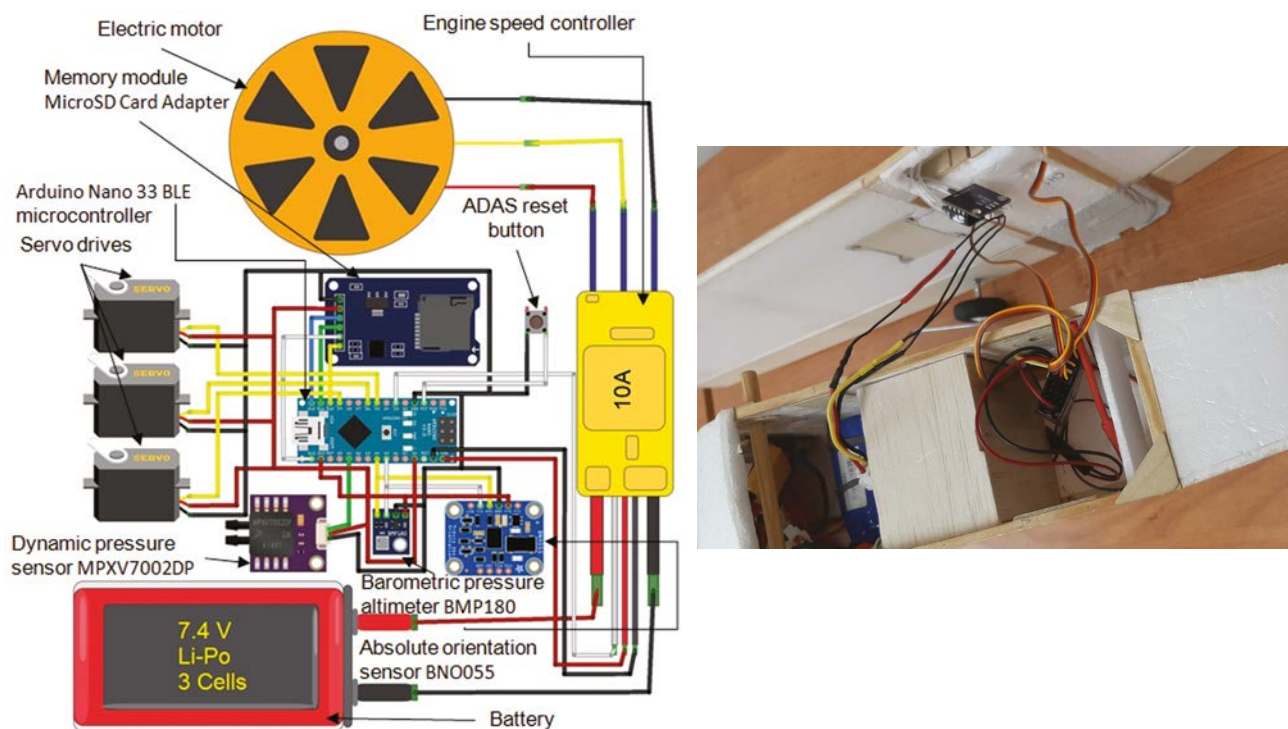 Electric motor
Engine speed controller
Memory module
MicroSD Card Adapter
Arduino Nano 33 BLE
microcontroller
ADAS reset
button
Servo drives
SERVO
SERVO
SERVO
10A
MPXV7002DP
BMP180
Dynamic pressure
sensor MPXV7002DP
Barometric pressure
altimeter BMP180
7.4 V
Li-Po
3 Cells
Absolute orientation
sensor BNO055
Battery